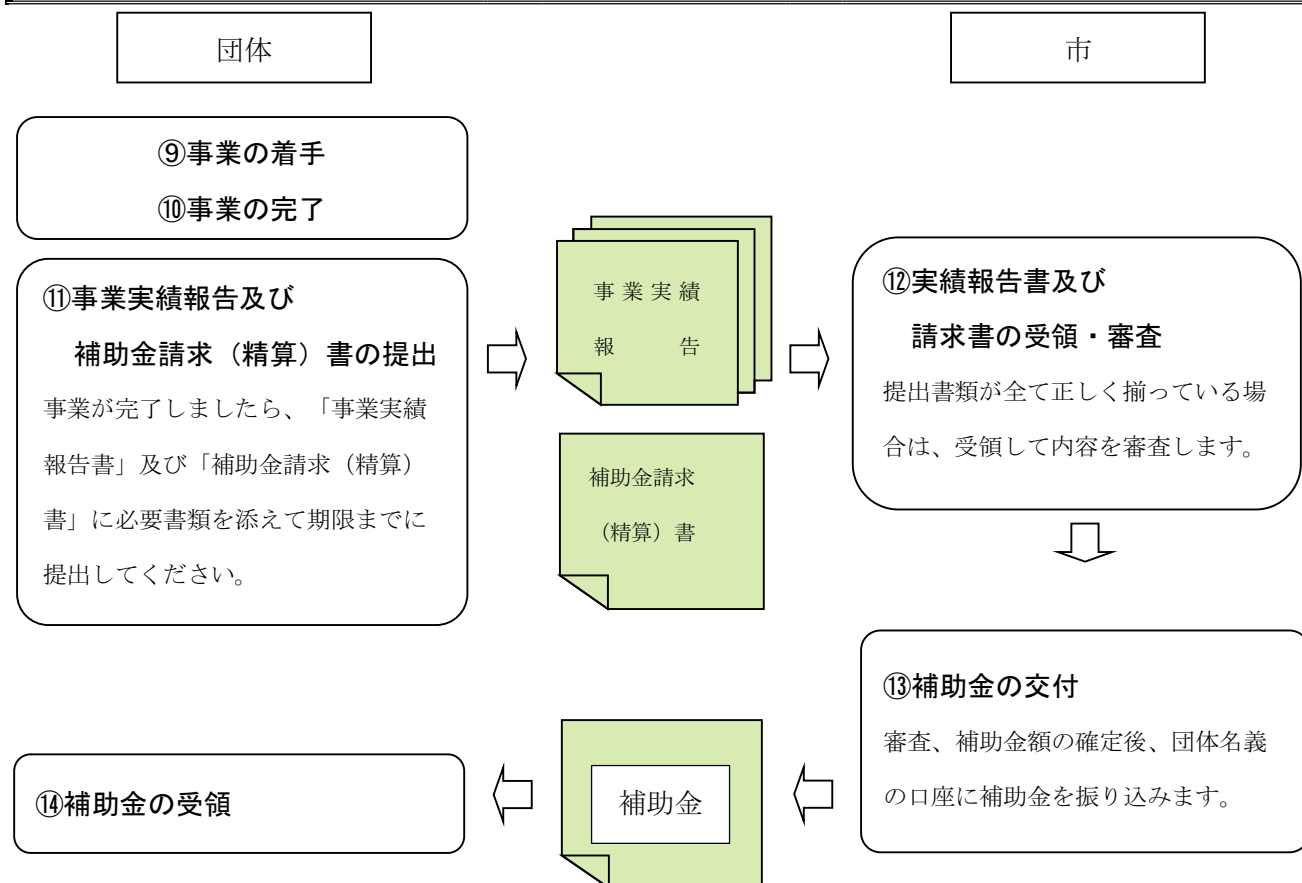 団体
市
⑨事業の着手
⑩事業の完了
⑪事業実績報告及び
補助金請求（精算）書の提出
事業が完了しましたら、「事業実績
報告書」及び「補助金請求（精算）
書」に必要書類を添えて期限までに
提出してください。
事業実績
報告
補助金請求
（精算）書
⑫実績報告書及び
請求書の受領・審査
提出書類が全て正しく揃っている場
合は、受領して内容を審査します。
⑬補助金の交付
審査、補助金額の確定後、団体名義
の口座に補助金を振り込みます。
補助金
⑭補助金の受領